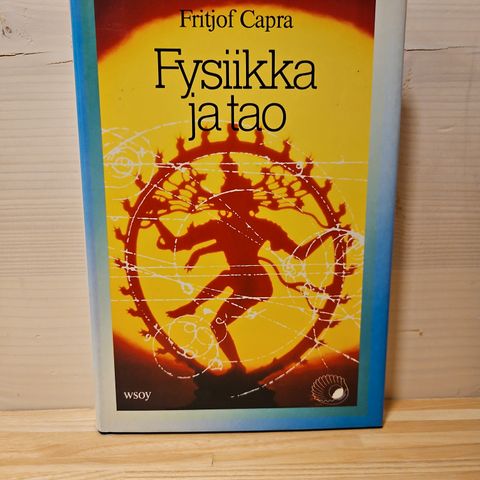 Fritjof Capra
Fysiikka
ja tao
wsoy